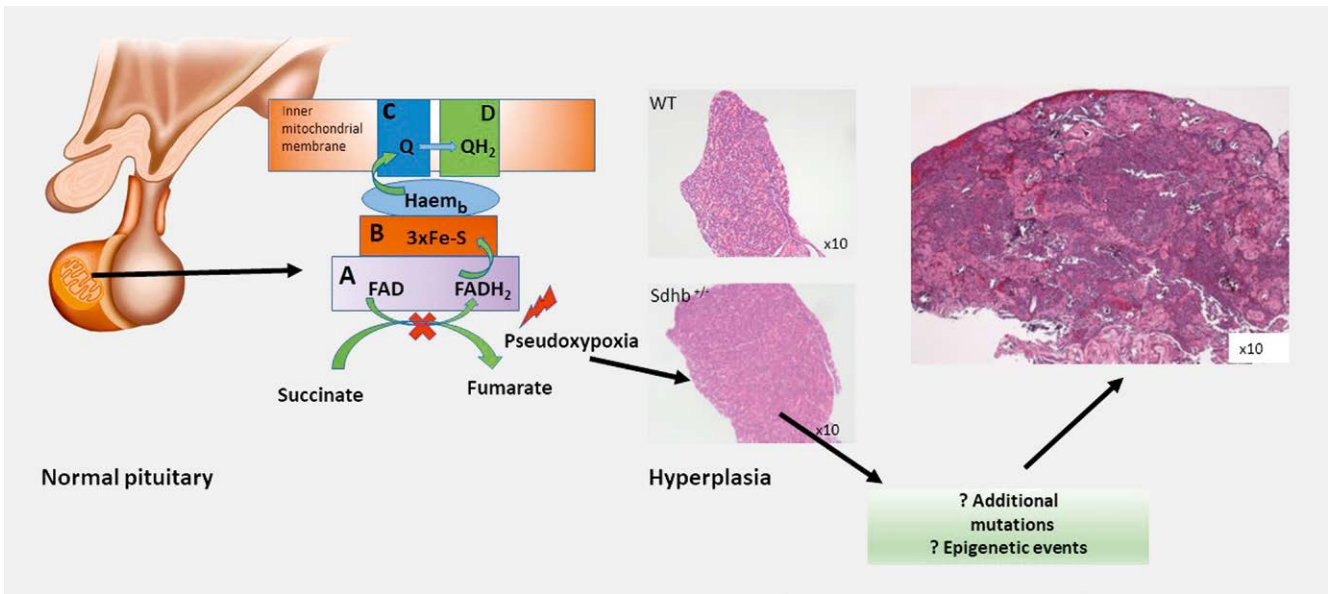 Inner
mitochondrial
membrane
C
D
Q
QH2
Haemb
B
3xFe-S
A
FAD
FADH2
Pseudoxypoxia
Succinate
Fumarate
Normal pituitary
WT
x10
Sdhb +/-
x10
Hyperplasia
x10
? Additional
mutations
? Epigenetic events